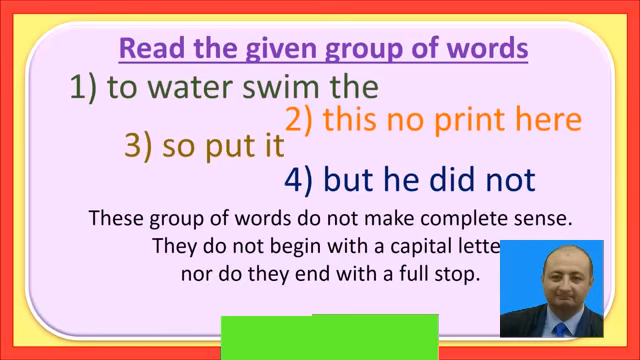 Read the given group of words
1) to water swim the
2) this no print here
3) so put it
4) but he did not
These group of words do not make complete sense.
They do not begin with a capital lette
nor do they end with a full stop.